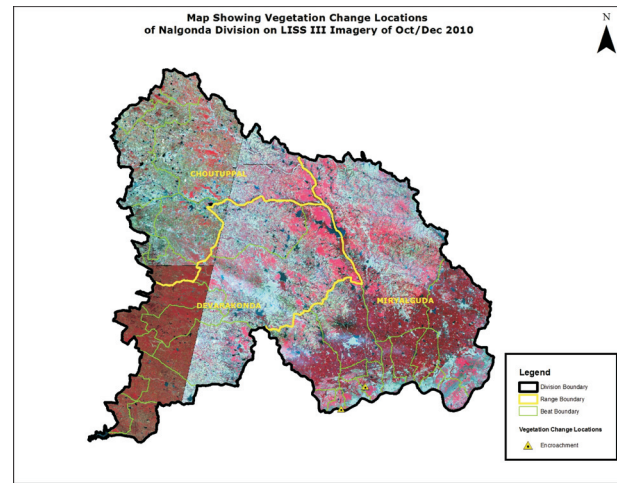 Map Showing Vegetation Change Locations
of Nalgonda Division on LISS III Imagery of Oct/Dec 2010
N
CHOUTUPPAL
DEVARAKONDA
MIRYALGUDA
Legend
Division Boundary
Range Boundary
Beat Boundary
Vegetation Change Locations
Encroachment